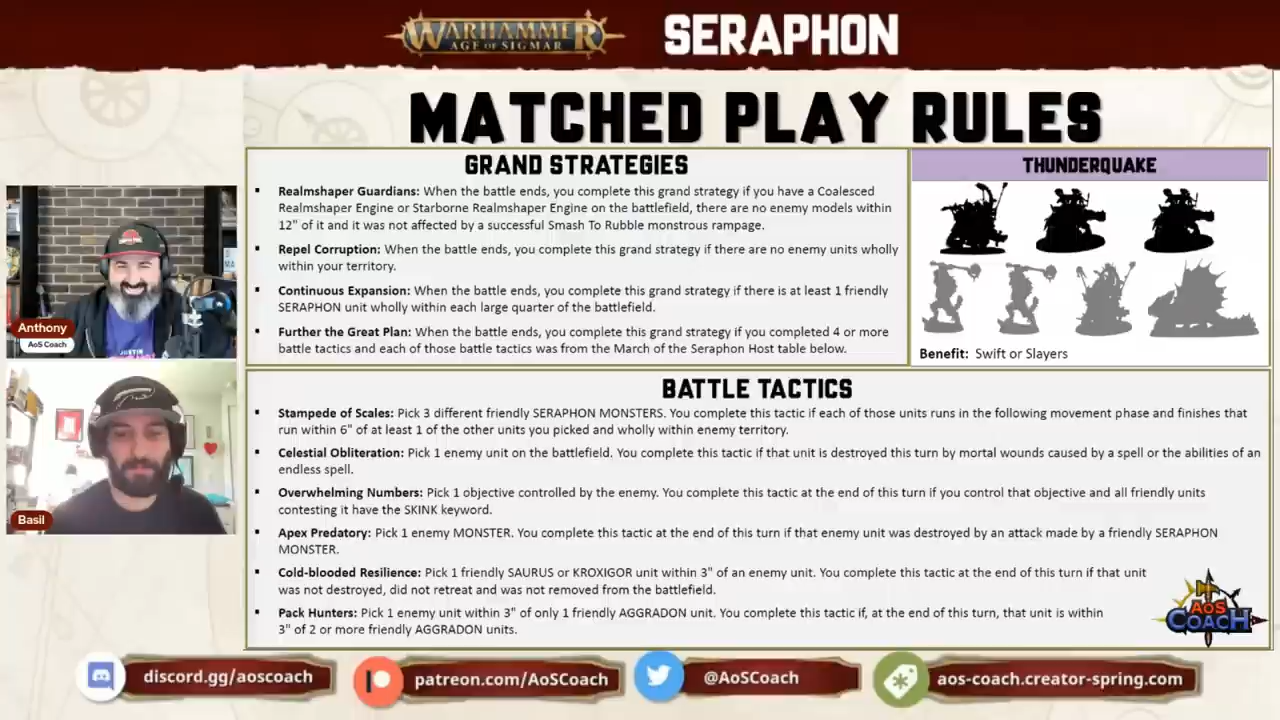 WARHAMMER
AGE OF SIGMAR
SERAPHON
MATCHED PLAY RULES
GRAND STRATEGIES
▪ Realmshaper Guardians: When the battle ends, you complete this grand strategy if you have a Coalesced
Realmshaper Engine or Starborne Realmshaper Engine on the battlefield, there are no enemy models within
12" of it and it was not affected by a successful Smash To Rubble monstrous rampage.
▪ Repel Corruption: When the battle ends, you complete this grand strategy if there are no enemy units wholly
within your territory.
▪ Continuous Expansion: When the battle ends, you complete this grand strategy if there is at least 1 friendly
SERAPHON unit wholly within each large quarter of the battlefield.
▪ Further the Great Plan: When the battle ends, you complete this grand strategy if you completed 4 or more
battle tactics and each of those battle tactics was from the March of the Seraphon Host table below.
THUNDERQUAKE
Benefit: Swift or Slayers
Anthony
AoS Coach
Basil
BATTLE TACTICS
▪ Stampede of Scales: Pick 3 different friendly SERAPHON MONSTERS. You complete this tactic if each of those units runs in the following movement phase and finishes that
run within 6" of at least 1 of the other units you picked and wholly within enemy territory.
▪ Celestial Obliteration: Pick 1 enemy unit on the battlefield. You complete this tactic if that unit is destroyed this turn by mortal wounds caused by a spell or the abilities of an
endless spell.
▪ Overwhelming Numbers: Pick 1 objective controlled by the enemy. You complete this tactic at the end of this turn if you control that objective and all friendly units
contesting it have the SKINK keyword.
▪ Apex Predatory: Pick 1 enemy MONSTER. You complete this tactic at the end of this turn if that enemy unit was destroyed by an attack made by a friendly SERAPHON
MONSTER.
▪ Cold-blooded Resilience: Pick 1 friendly SAURUS or KROXIGOR unit within 3" of an enemy unit. You complete this tactic at the end of this turn if that unit
was not destroyed, did not retreat and was not removed from the battlefield.
▪ Pack Hunters: Pick 1 enemy unit within 3" of only 1 friendly AGGRADON unit. You complete this tactic if, at the end of this turn, that unit is within
3" of 2 or more friendly AGGRADON units.
AoS
COACH
discord.gg/aoscoach
patreon.com/AoSCoach
@AoSCoach
aos-coach.creator-spring.com